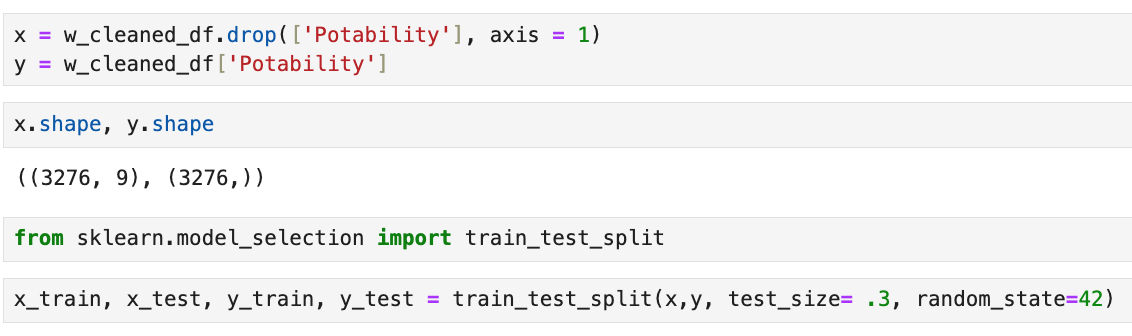 x = w_cleaned_df.drop(['Potability'], axis = 1)
y = w_cleaned_df['Potability']
x.shape, y.shape
((3276, 9), (3276,))
from sklearn.model_selection import train_test_split
x_train, x_test, y_train, y_test = train_test_split(x,y, test_size= .3, random_state=42)